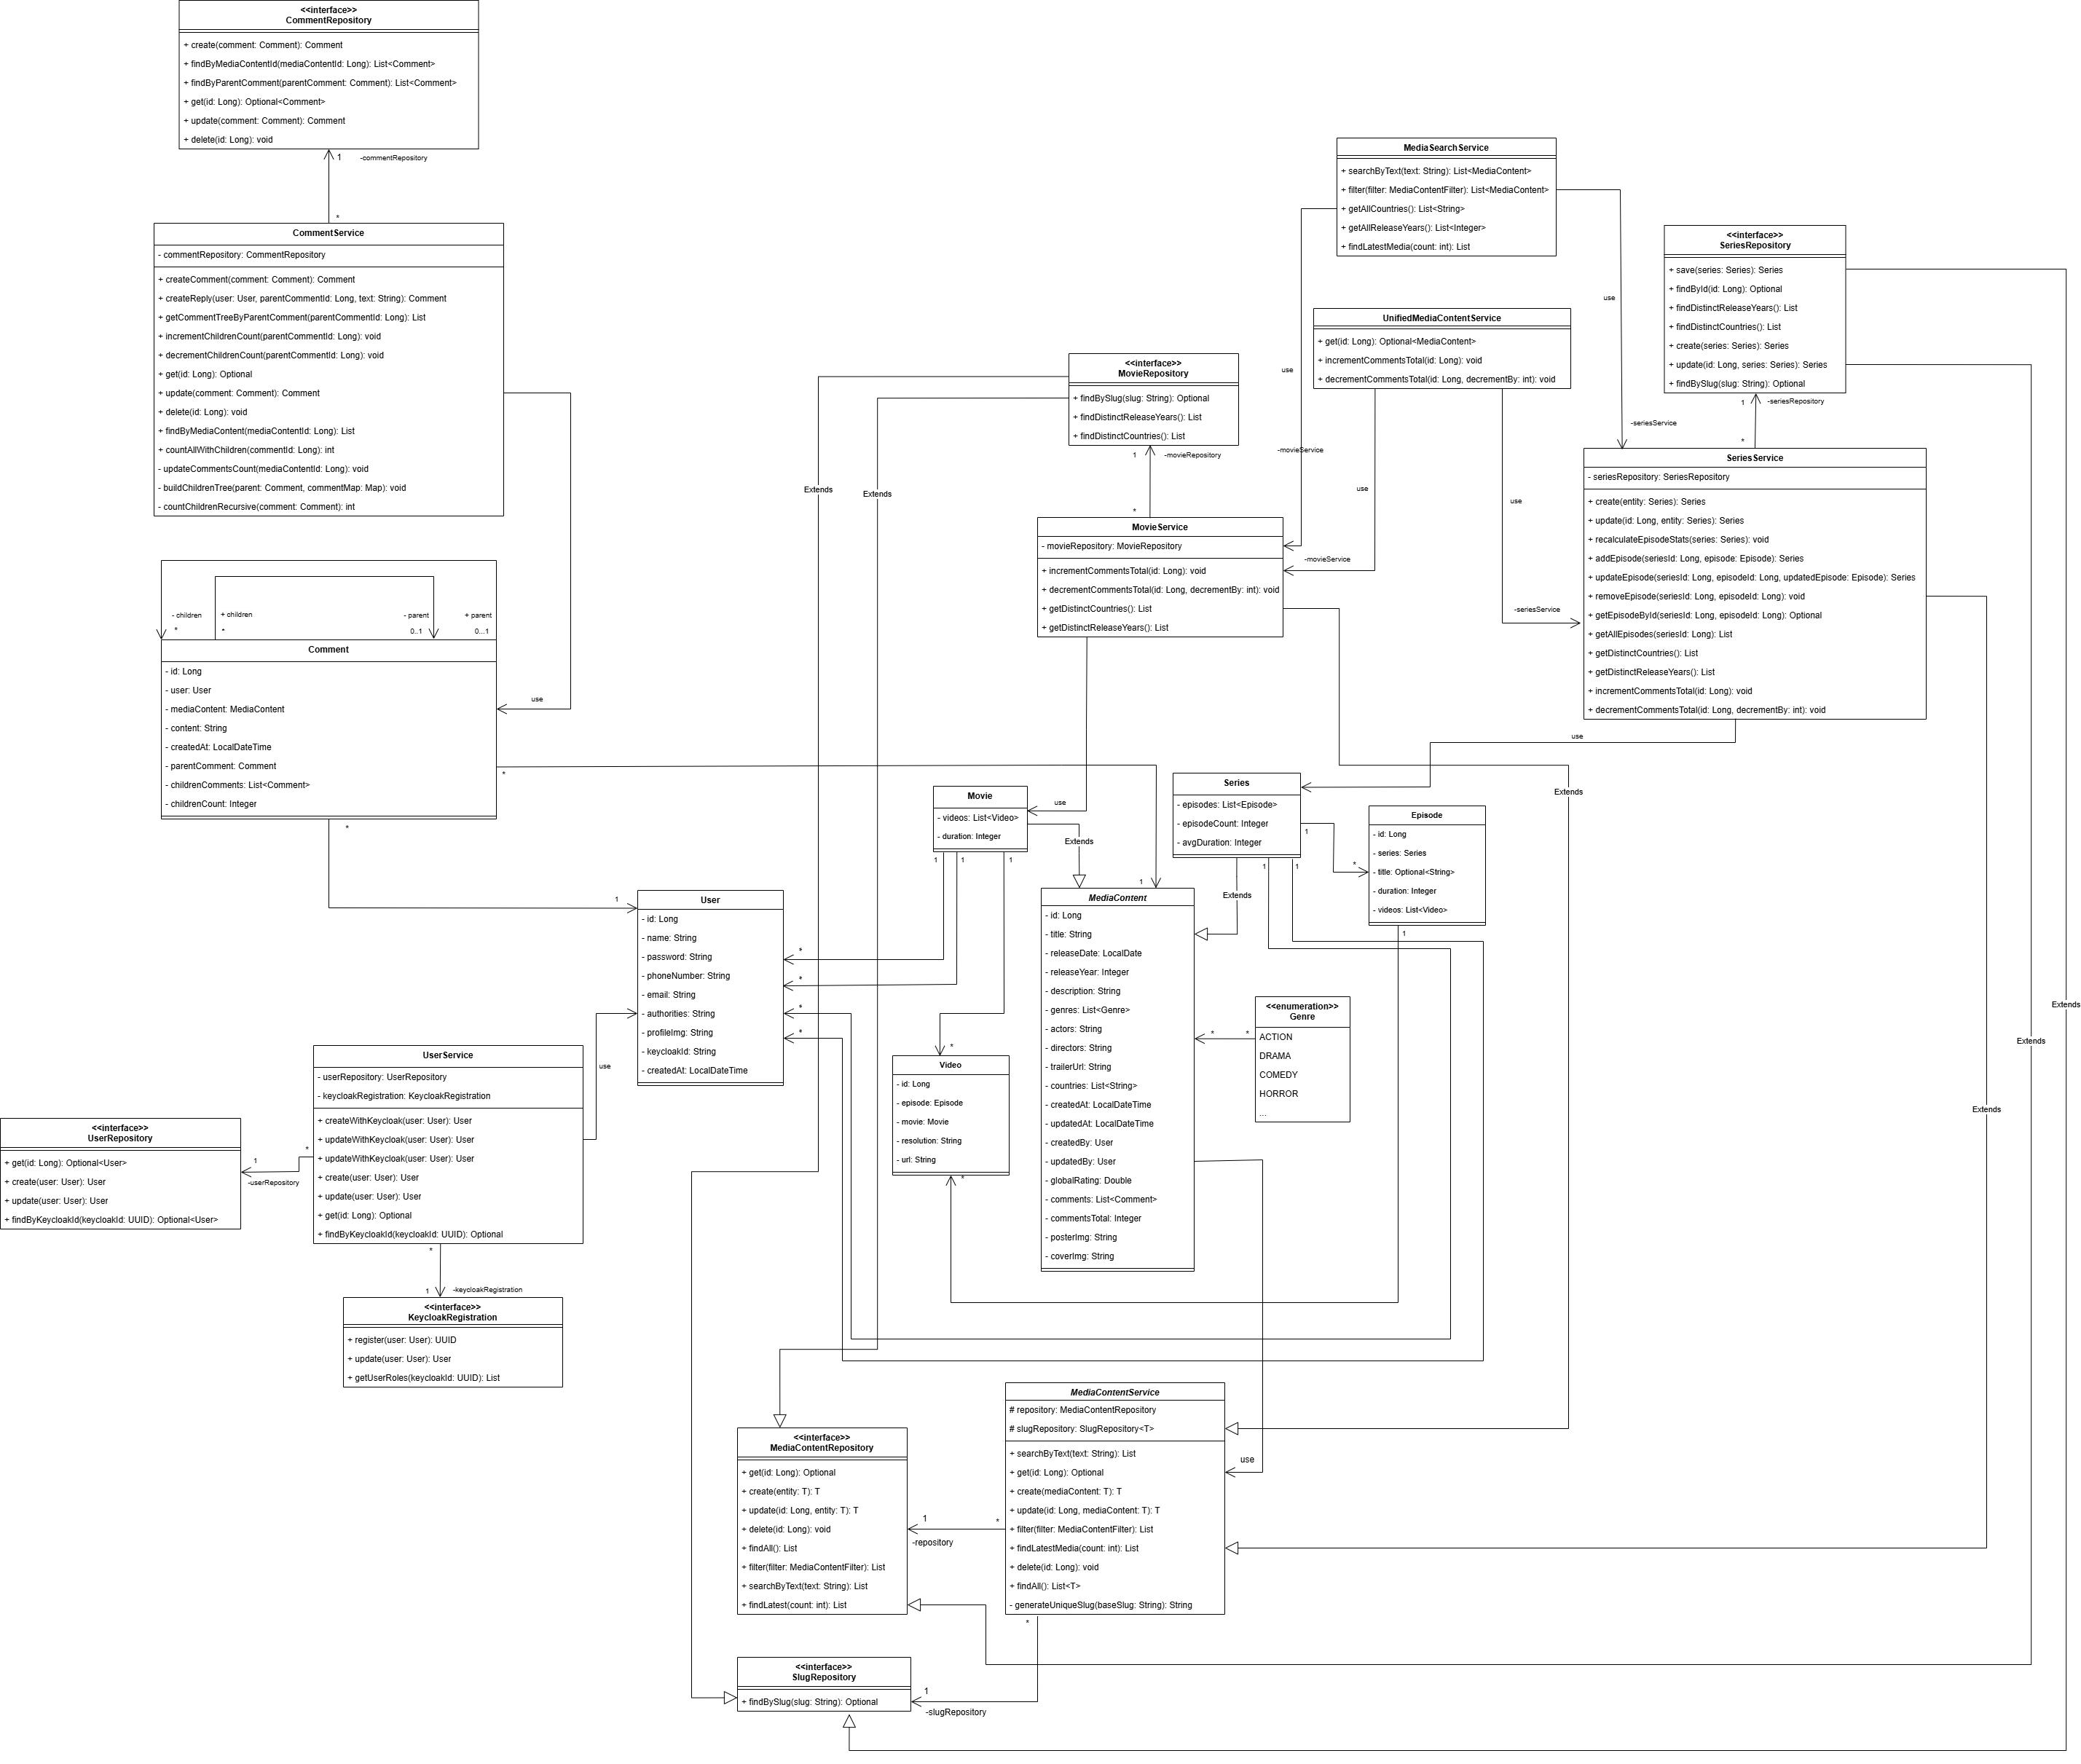 <<interface>>
CommentRepository
+ create(comment: Comment): Comment
+ findByMediaContentId(mediaContentId: Long): List<Comment>
+ findByParentComment(parentComment: Comment): List<Comment>
+ get(id: Long): Optional<Comment>
+ update(comment: Comment): Comment
+ delete(id: Long): void
1
-commentRepository
*
CommentService
- commentRepository: CommentRepository
+ createComment(comment: Comment): Comment
+ createReply(user: User, parentCommentId: Long, text: String): Comment
+ getCommentTreeByParentComment(parentCommentId: Long): List
+ incrementChildrenCount(parentCommentId: Long): void
+ decrementChildrenCount(parentCommentId: Long): void
+ get(id: Long): Optional
+ update(comment: Comment): Comment
+ delete(id: Long): void
+ findByMediaContent(mediaContentId: Long): List
+ countAllWithChildren(commentId: Long): int
- updateCommentsCount(mediaContentId: Long): void
- buildChildrenTree(parent: Comment, commentMap: Map): void
- countChildrenRecursive(comment: Comment): int
use
- children
*
+ children
*
- parent
0..1
+ parent
0...1
Comment
- id: Long
- user: User
- mediaContent: MediaContent
- content: String
- createdAt: LocalDateTime
- parentComment: Comment
- childrenComments: List<Comment>
- childrenCount: Integer
*
*
1
1
MediaSearchService
+ searchByText(text: String): List<MediaContent>
+ filter(filter: MediaContentFilter): List<MediaContent>
+ getAllCountries(): List<String>
+ getAllReleaseYears(): List<Integer>
+ findLatestMedia(count: int): List
use
-movieService
use
-seriesService
UnifiedMediaContentService
+ get(id: Long): Optional<MediaContent>
+ incrementCommentsTotal(id: Long): void
+ decrementCommentsTotal(id: Long, decrementBy: int): void
use
-movieService
use
-seriesService
<<interface>>
SeriesRepository
+ save(series: Series): Series
+ findById(id: Long): Optional
+ findDistinctReleaseYears(): List
+ findDistinctCountries(): List
+ create(series: Series): Series
+ update(id: Long, series: Series): Series
+ findBySlug(slug: String): Optional
1
-seriesRepository
*
SeriesService
- seriesRepository: SeriesRepository
+ create(entity: Series): Series
+ update(id: Long, entity: Series): Series
+ recalculateEpisodeStats(series: Series): void
+ addEpisode(seriesId: Long, episode: Episode): Series
+ updateEpisode(seriesId: Long, episodeId: Long, updatedEpisode: Episode): Series
+ removeEpisode(seriesId: Long, episodeId: Long): void
+ getEpisodeById(seriesId: Long, episodeId: Long): Optional
+ getAllEpisodes(seriesId: Long): List
+ getDistinctCountries(): List
+ getDistinctReleaseYears(): List
+ incrementCommentsTotal(id: Long): void
+ decrementCommentsTotal(id: Long, decrementBy: int): void
use
<<interface>>
MovieRepository
+ findBySlug(slug: String): Optional
+ findDistinctReleaseYears(): List
+ findDistinctCountries(): List
Extends
Extends
1
-movieRepository
*
MovieService
- movieRepository: MovieRepository
+ incrementCommentsTotal(id: Long): void
+ decrementCommentsTotal(id: Long, decrementBy: int): void
+ getDistinctCountries(): List
+ getDistinctReleaseYears(): List
use
Extends
Movie
- videos: List<Video>
- duration: Integer
1
1
1
Extends
Series
- episodes: List<Episode>
- episodeCount: Integer
- avgDuration: Integer
1
*
1
1
Extends
Episode
- id: Long
- series: Series
- title: Optional<String>
- duration: Integer
- videos: List<Video>
1
User
- id: Long
- name: String
- password: String
- phoneNumber: String
- email: String
- authorities: String
- profileImg: String
- keycloakId: String
- createdAt: LocalDateTime
*
*
*
*
MediaContent
- id: Long
- title: String
- releaseDate: LocalDate
- releaseYear: Integer
- description: String
- genres: List<Genre>
- actors: String
- directors: String
- trailerUrl: String
- countries: List<String>
- createdAt: LocalDateTime
- updatedAt: LocalDateTime
- createdBy: User
- updatedBy: User
- globalRating: Double
- comments: List<Comment>
- commentsTotal: Integer
- posterImg: String
- coverImg: String
*
*
<<enumeration>>
Genre
ACTION
DRAMA
COMEDY
HORROR
...
Extends
Extends
Extends
*
Video
- id: Long
- episode: Episode
- movie: Movie
- resolution: String
- url: String
*
UserService
- userRepository: UserRepository
- keycloakRegistration: KeycloakRegistration
+ createWithKeycloak(user: User): User
+ updateWithKeycloak(user: User): User
+ updateWithKeycloak(user: User): User
+ create(user: User): User
+ update(user: User): User
+ get(id: Long): Optional
+ findByKeycloakId(keycloakId: UUID): Optional
use
*
1
-userRepository
<<interface>>
UserRepository
+ get(id: Long): Optional<User>
+ create(user: User): User
+ update(user: User): User
+ findByKeycloakId(keycloakId: UUID): Optional<User>
*
1
-keycloakRegistration
<<interface>>
KeycloakRegistration
+ register(user: User): UUID
+ update(user: User): User
+ getUserRoles(keycloakId: UUID): List
MediaContentService
# repository: MediaContentRepository
# slugRepository: SlugRepository<T>
+ searchByText(text: String): List
+ get(id: Long): Optional
+ create(mediaContent: T): T
+ update(id: Long, mediaContent: T): T
+ filter(filter: MediaContentFilter): List
+ findLatestMedia(count: int): List
+ delete(id: Long): void
+ findAll(): List<T>
- generateUniqueSlug(baseSlug: String): String
use
<<interface>>
MediaContentRepository
+ get(id: Long): Optional
+ create(entity: T): T
+ update(id: Long, entity: T): T
+ delete(id: Long): void
+ findAll(): List
+ filter(filter: MediaContentFilter): List
+ searchByText(text: String): List
+ findLatest(count: int): List
1
*
-repository
*
<<interface>>
SlugRepository
+ findBySlug(slug: String): Optional
1
-slugRepository